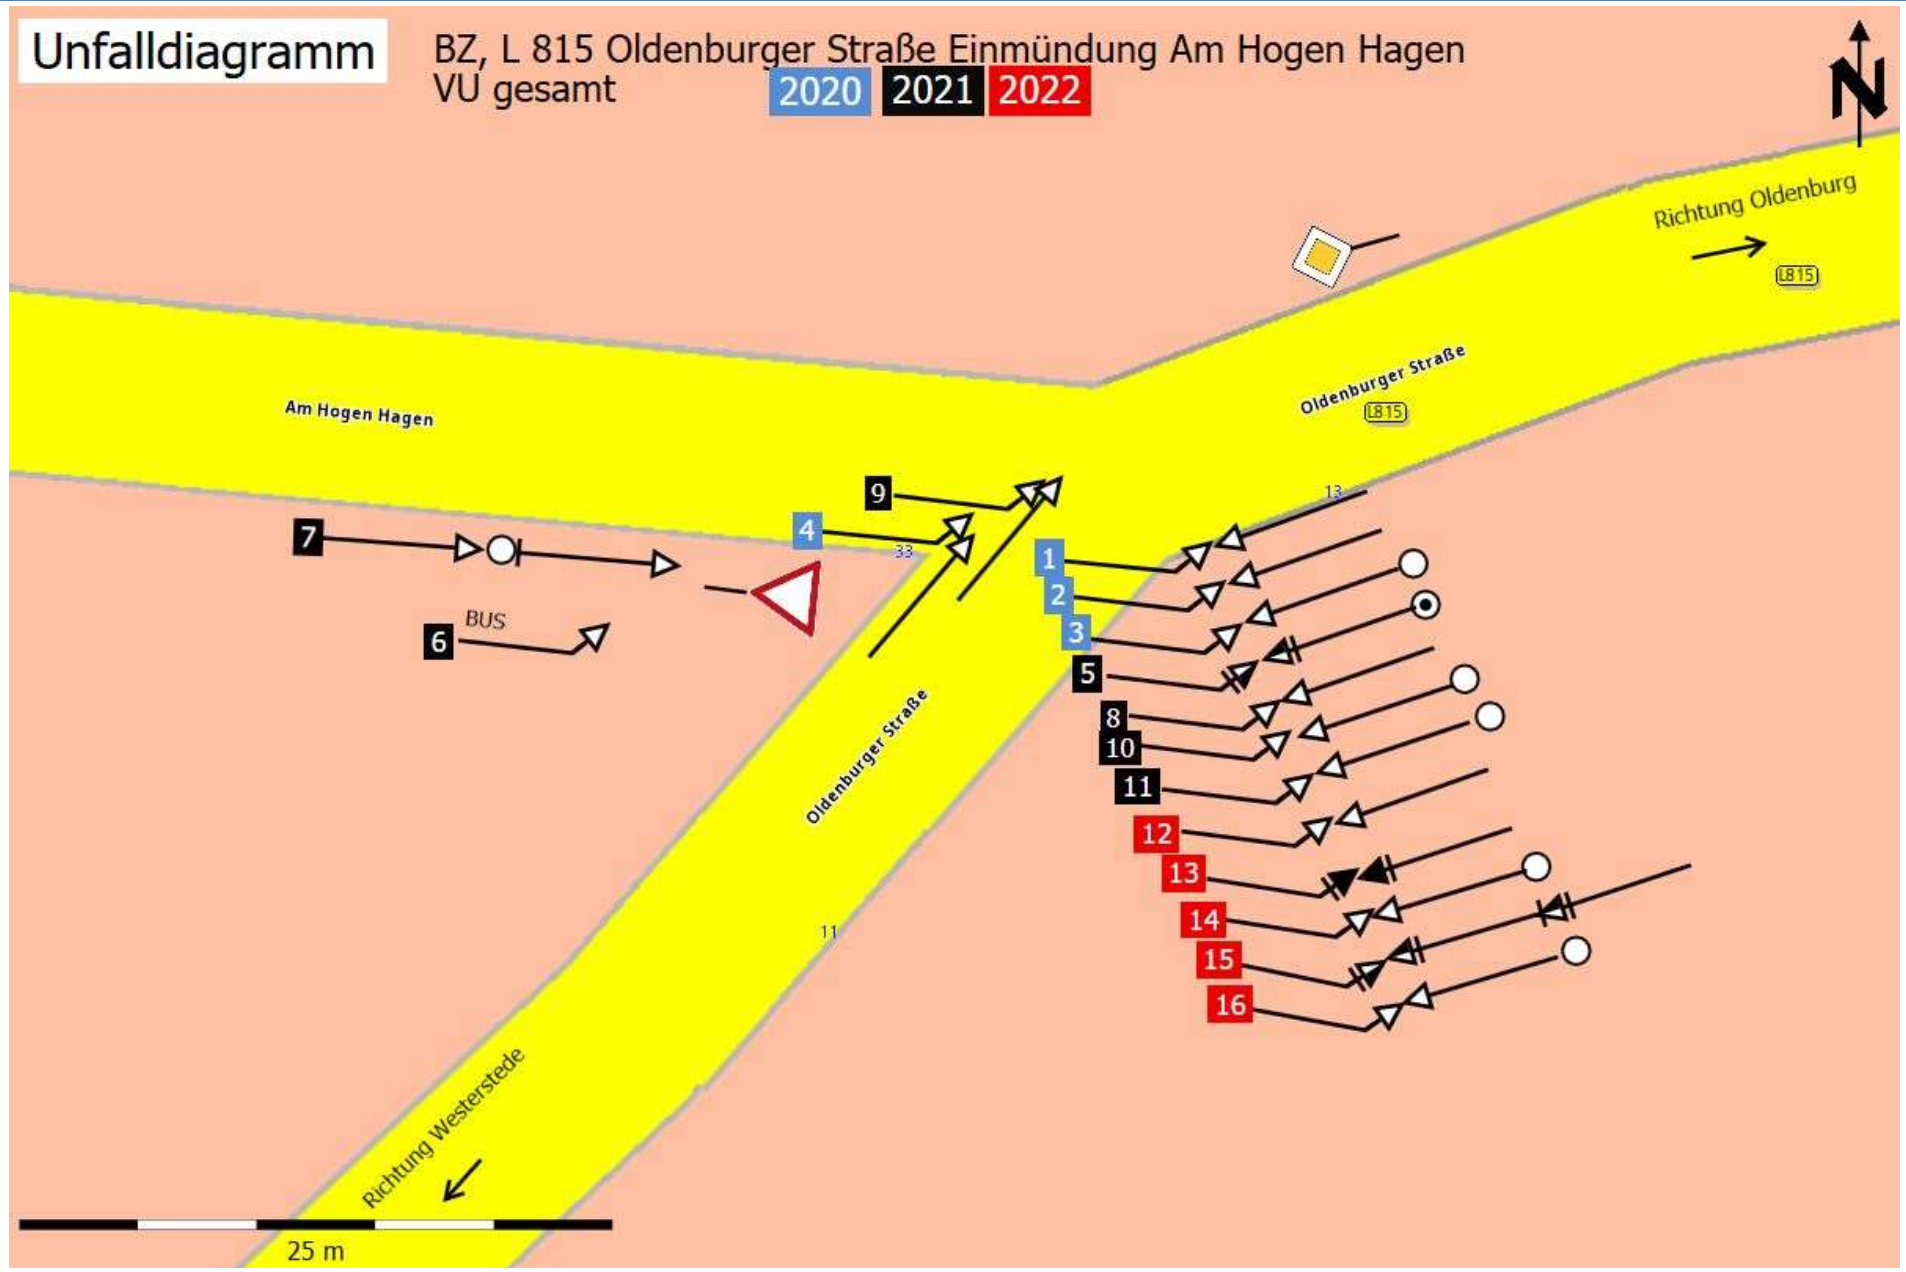 Unfalldiagramm
BZ, L 815 Oldenburger Straße Einmündung Am Hogen Hagen
VU gesamt 2020 2021 2022
N
Richtung Oldenburg
L815
Oldenburger Straße
L815
Am Hogen Hagen
13
9
4
33
7
BUS
6
1
2
3
5
8
10
11
12
13
14
15
16
Oldenburger Straße
11
Richtung Westerstede
25 m